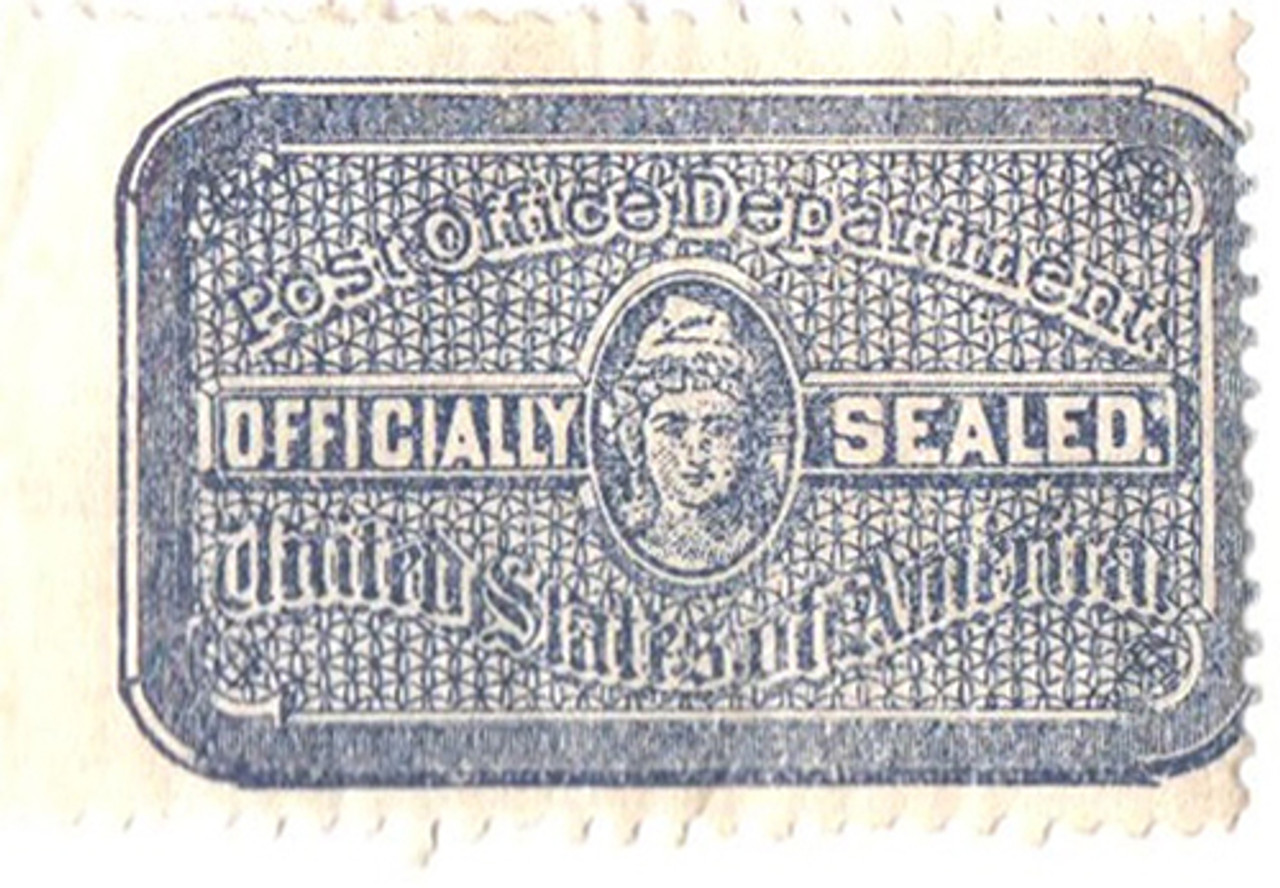 Post Office Department.
OFFICIALLY SEALED.
United States of America